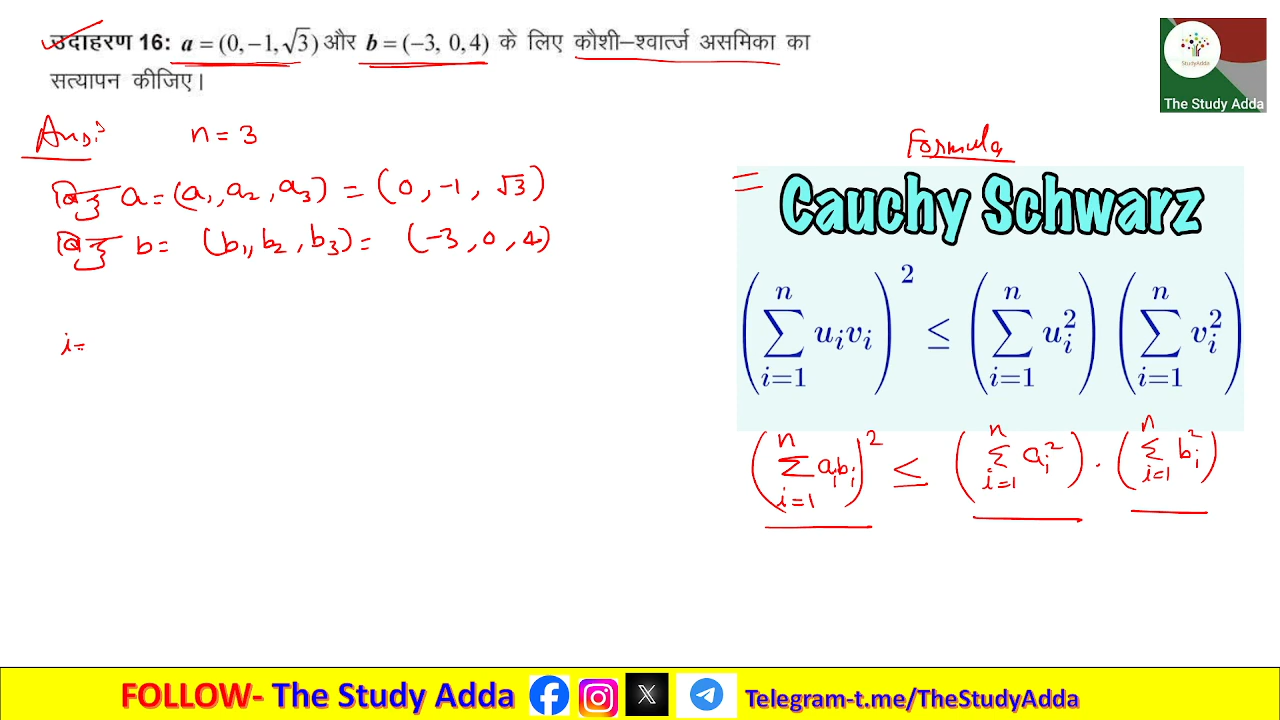 उदाहरण 16: a = (0, −1, √3) और b = (−3, 0, 4) के लिए कौशी–श्वार्त्ज असमिका का
सत्यापन कीजिए।
StudyAdda
The Study Adda
Ans: n = 3
a = (a₁, a₂, a₃) = (0, -1, √3)
b = (b₁, b₂, b₃) = (-3, 0, 4)
i=
Formula
= Cauchy Schwarz
(∑ᵢ₌₁ⁿ uᵢvᵢ)² ≤ (∑ᵢ₌₁ⁿ uᵢ²) (∑ᵢ₌₁ⁿ vᵢ²)
(∑ᵢ₌₁ⁿ aᵢbᵢ)² ≤ (∑ᵢ₌₁ⁿ aᵢ²) · (∑ᵢ₌₁ⁿ bᵢ²)
FOLLOW- The Study Adda Telegram-t.me/TheStudyAdda